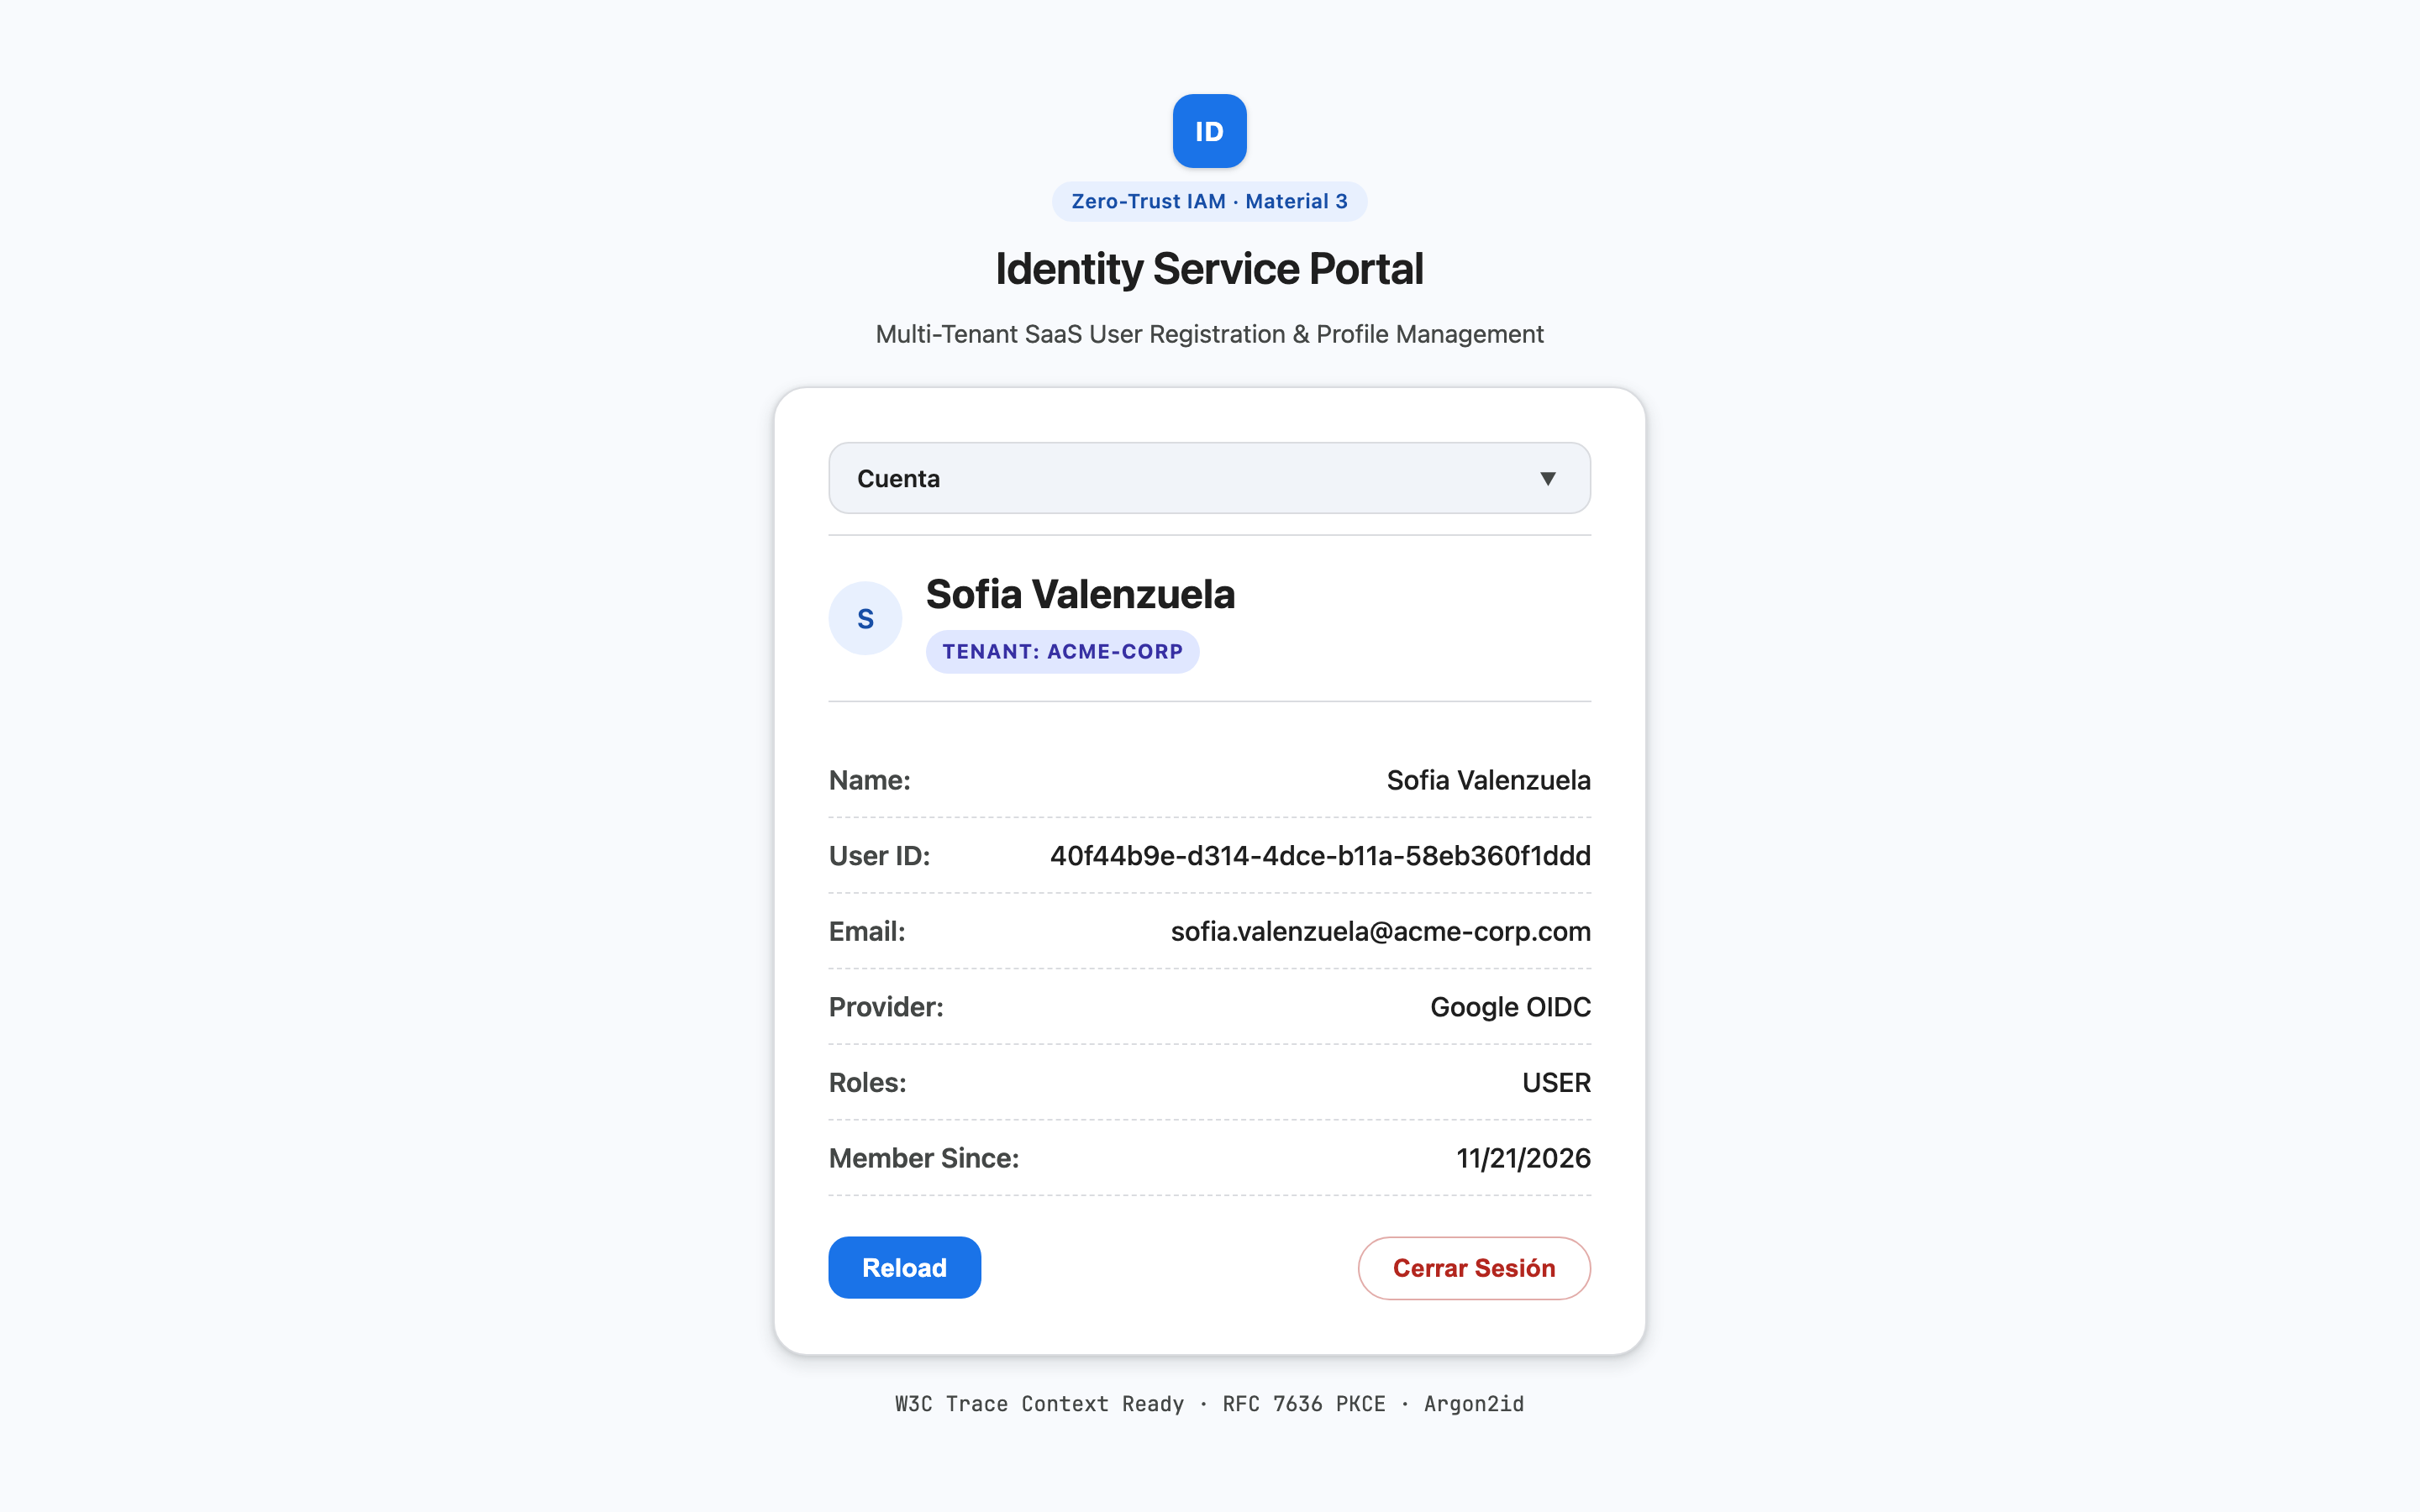 ID
Zero-Trust IAM · Material 3
Identity Service Portal
Multi-Tenant SaaS User Registration & Profile Management
Cuenta ▼
S
Sofia Valenzuela
TENANT: ACME-CORP
Name: Sofia Valenzuela
User ID: 40f44b9e-d314-4dce-b11a-58eb360f1ddd
Email: sofia.valenzuela@acme-corp.com
Provider: Google OIDC
Roles: USER
Member Since: 11/21/2026
Reload Cerrar Sesión
W3C Trace Context Ready · RFC 7636 PKCE · Argon2id